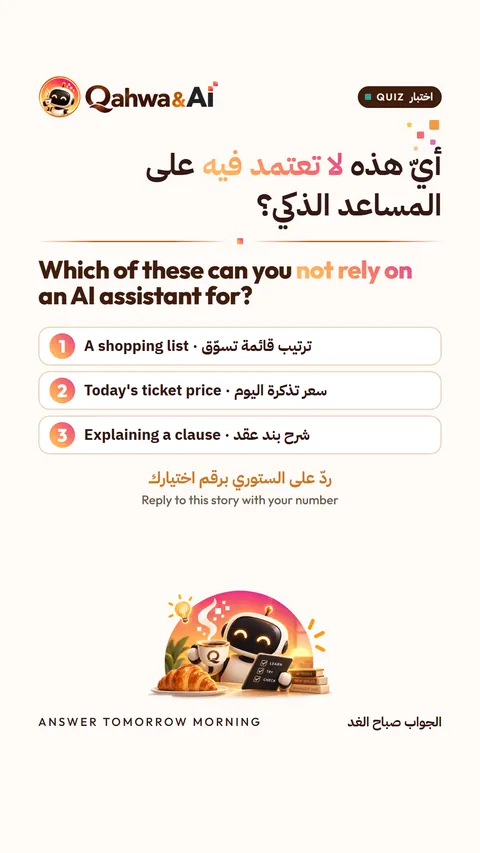 Qahwa&Ai
QUIZ اختبار
أيّ هذه لا تعتمد فيه على
المساعد الذكي؟
Which of these can you not rely on
an AI assistant for?
1 A shopping list · ترتيب قائمة تسوّق
2 Today's ticket price · سعر تذكرة اليوم
3 Explaining a clause · شرح بند عقد
ردّ على الستوري برقم اختيارك
Reply to this story with your number
Q
LEARN
TRY
CHECK
ANSWER TOMORROW MORNING الجواب صباح الغد